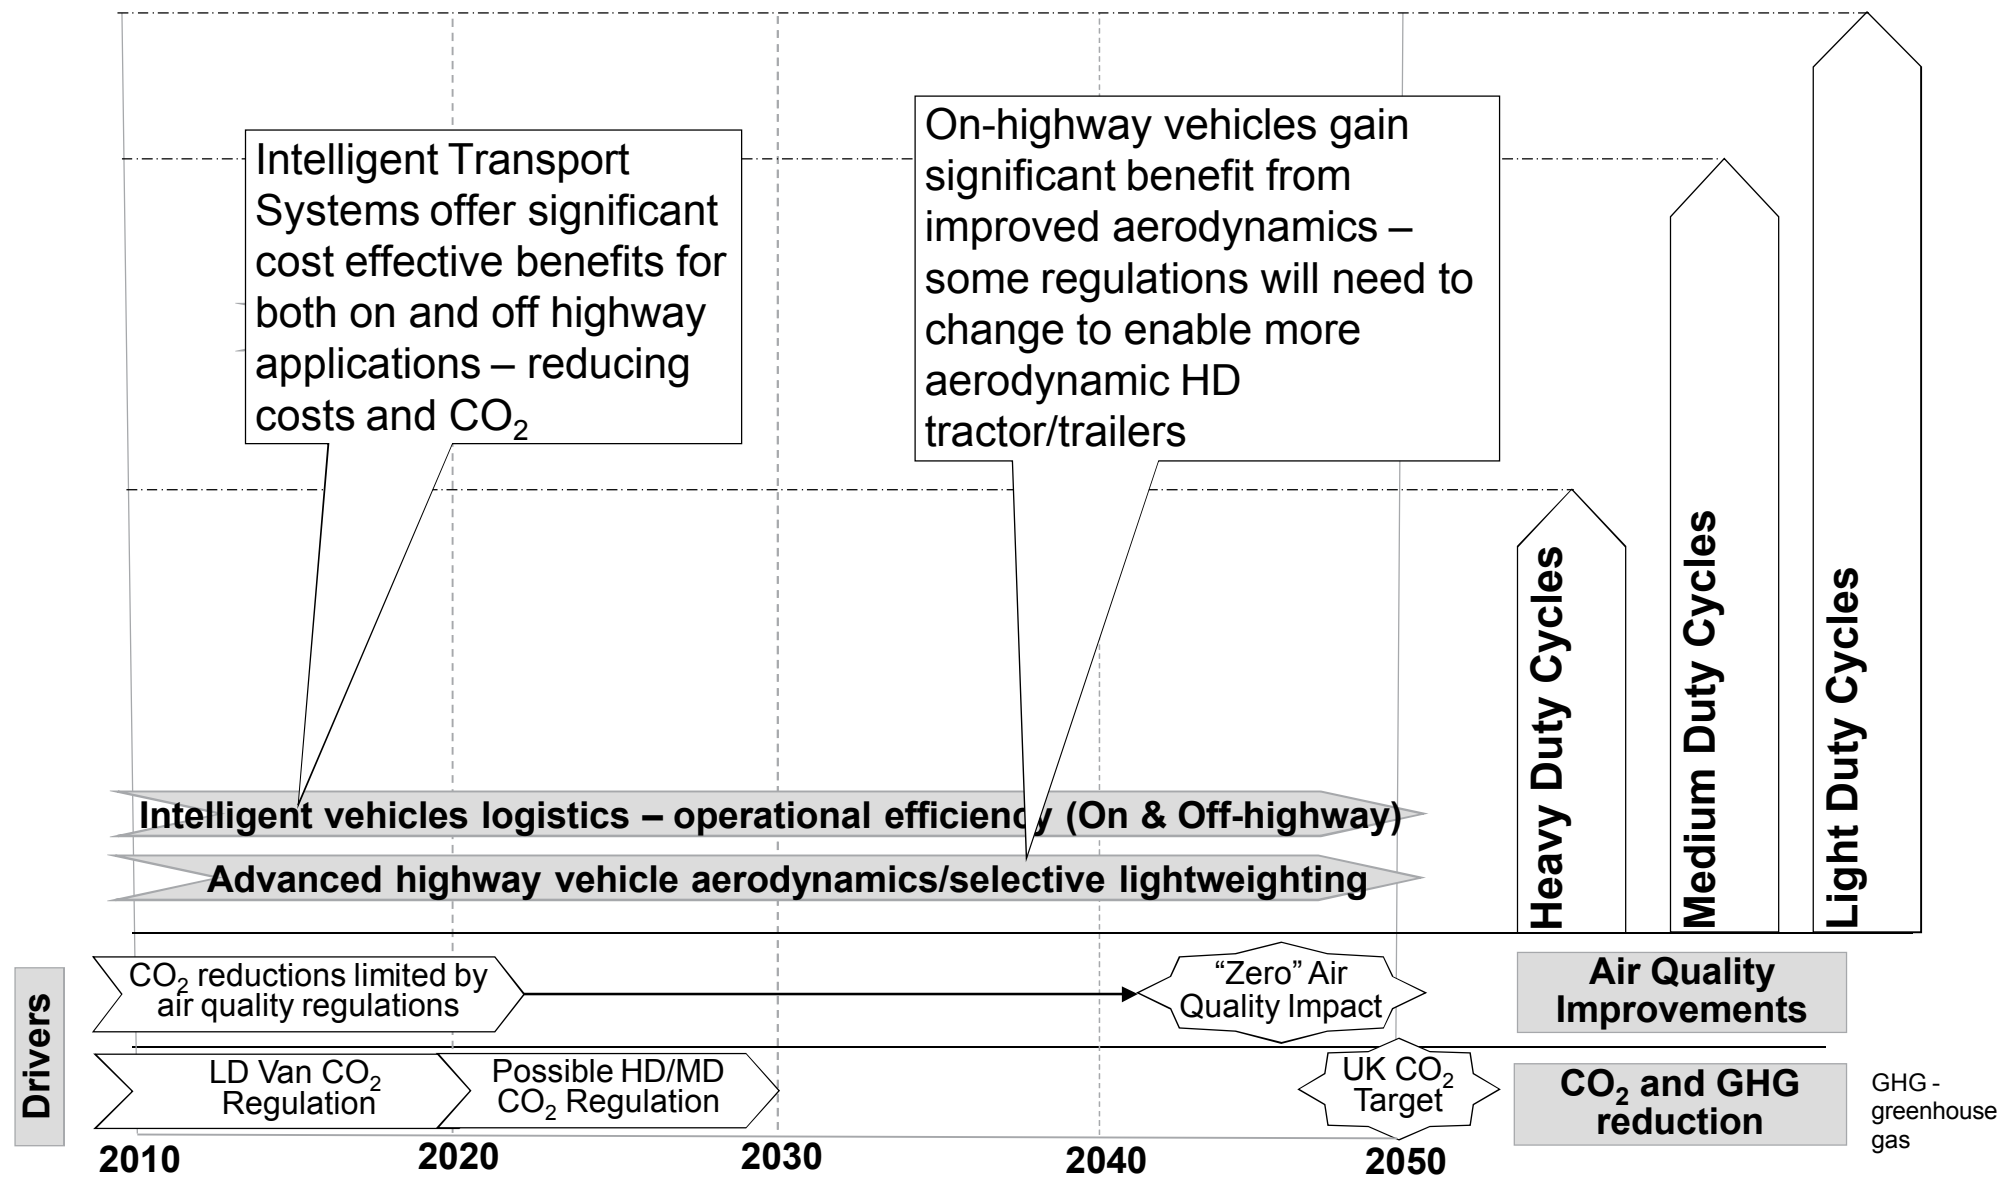 Intelligent Transport
Systems offer significant
cost effective benefits for
both on and off highway
applications – reducing
costs and CO₂
On-highway vehicles gain
significant benefit from
improved aerodynamics –
some regulations will need to
change to enable more
aerodynamic HD
tractor/trailers
Heavy Duty Cycles
Medium Duty Cycles
Light Duty Cycles
Intelligent vehicles logistics – operational efficiency (On & Off-highway)
Advanced highway vehicle aerodynamics/selective lightweighting
Drivers
CO₂ reductions limited by
air quality regulations
"Zero" Air
Quality Impact
Air Quality
Improvements
LD Van CO₂
Regulation
Possible HD/MD
CO₂ Regulation
UK CO₂
Target
CO₂ and GHG
reduction
GHG -
greenhouse
gas
2010
2020
2030
2040
2050